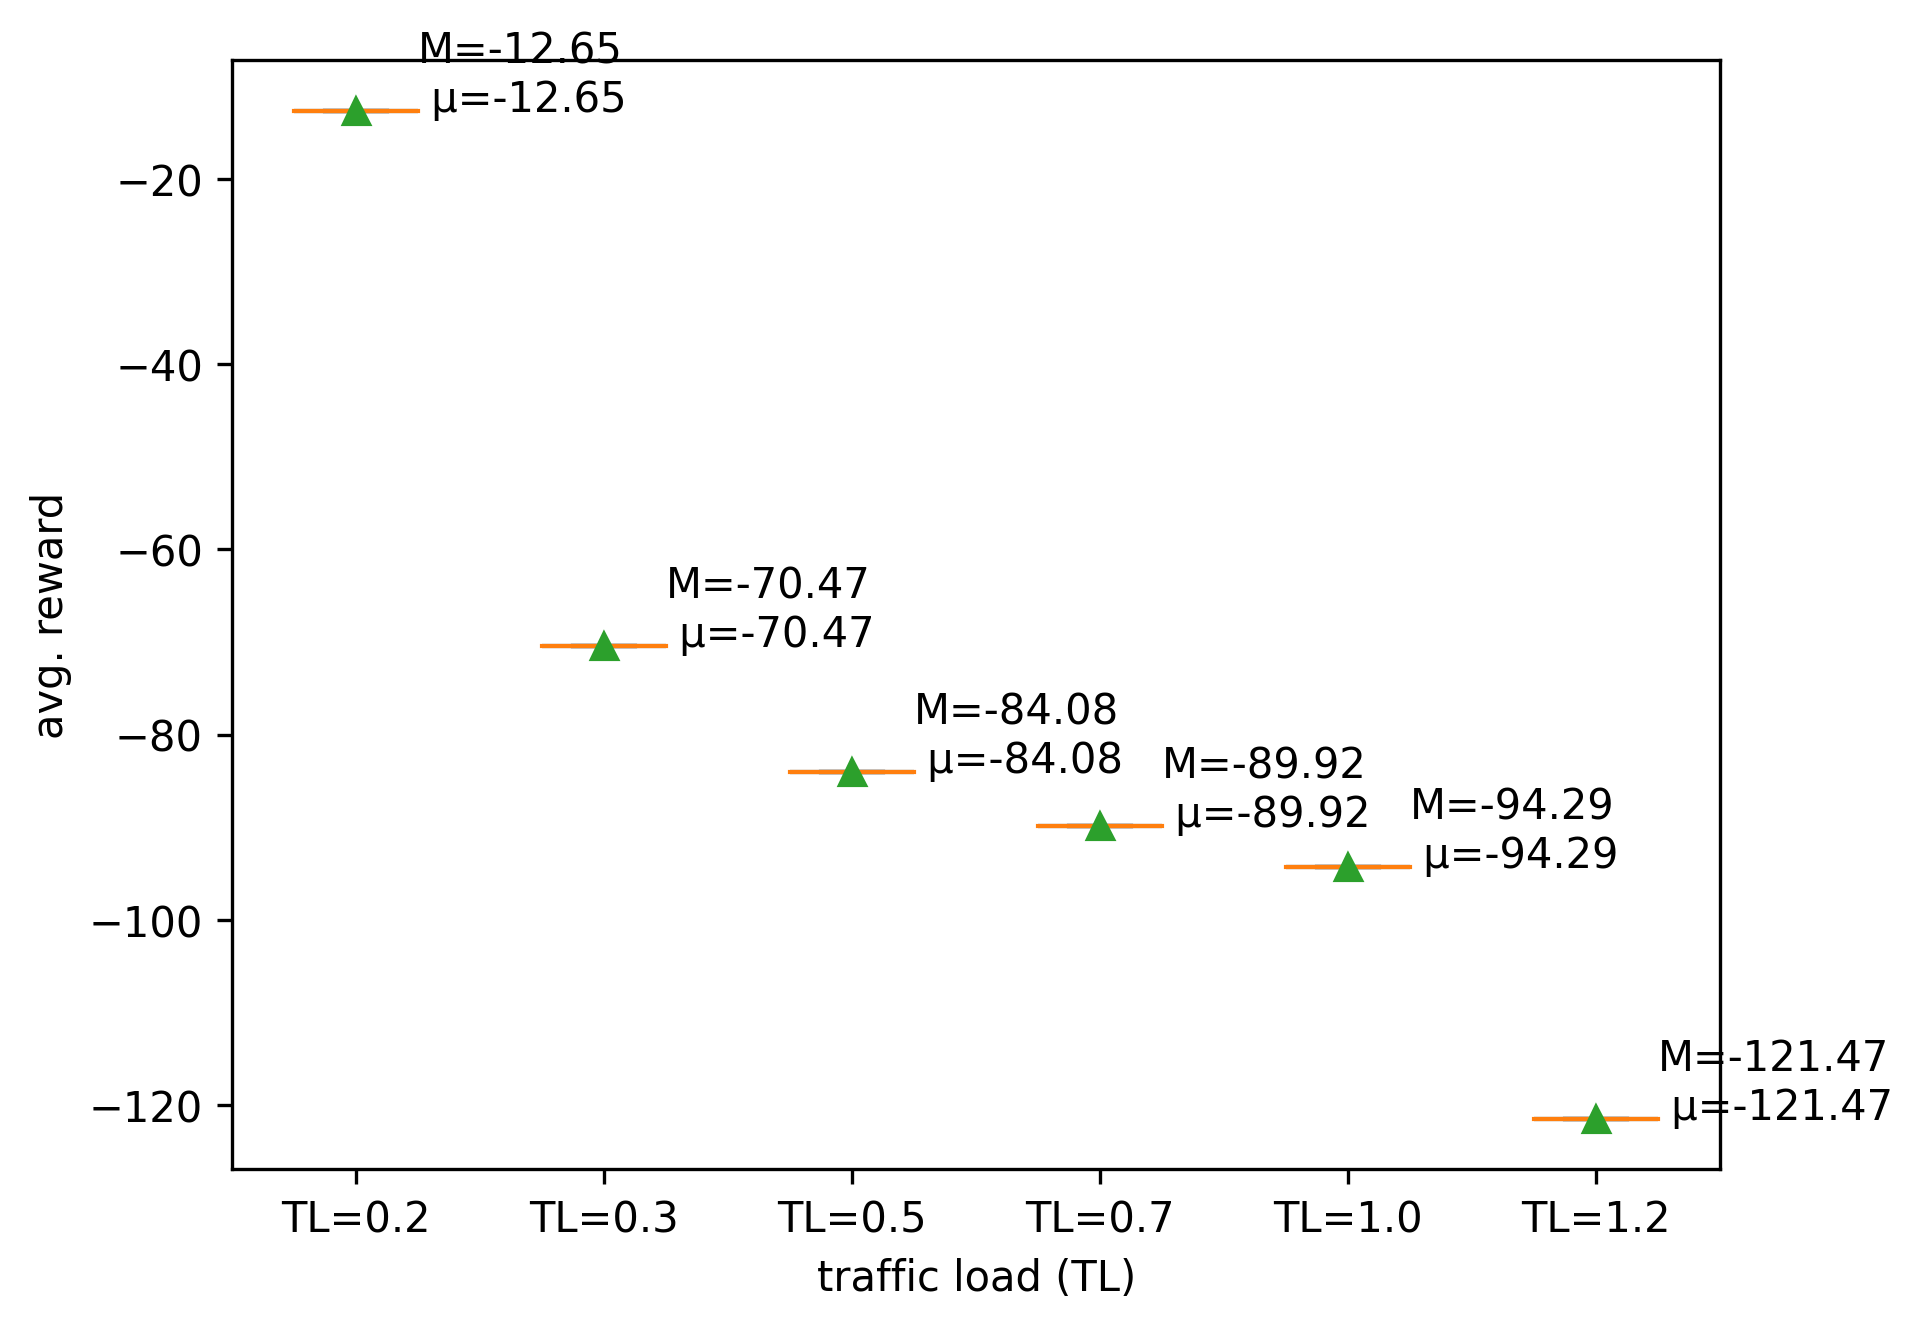 M=-12.65
μ=-12.65
−20
−40
−60
M=-70.47
μ=-70.47
−80
M=-84.08
μ=-84.08
M=-89.92
μ=-89.92
M=-94.29
μ=-94.29
−100
−120
M=-121.47
μ=-121.47
avg. reward
TL=0.2 TL=0.3 TL=0.5 TL=0.7 TL=1.0 TL=1.2
traffic load (TL)